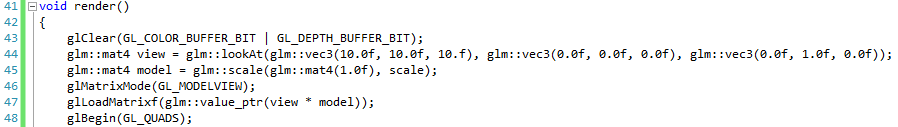 41 void render()
42 {
43 glClear(GL_COLOR_BUFFER_BIT | GL_DEPTH_BUFFER_BIT);
44 glm::mat4 view = glm::lookAt(glm::vec3(10.0f, 10.0f, 10.f), glm::vec3(0.0f, 0.0f, 0.0f), glm::vec3(0.0f, 1.0f, 0.0f));
45 glm::mat4 model = glm::scale(glm::mat4(1.0f), scale);
46 glMatrixMode(GL_MODELVIEW);
47 glLoadMatrixf(glm::value_ptr(view * model));
48 glBegin(GL_QUADS);